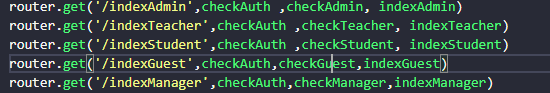 router.get('/indexAdmin',checkAuth ,checkAdmin, indexAdmin)
router.get('/indexTeacher',checkAuth ,checkTeacher, indexTeacher)
router.get('/indexStudent',checkAuth ,checkStudent, indexStudent)
router.get('/indexGuest',checkAuth,checkGuest,indexGuest)
router.get('/indexManager',checkAuth,checkManager,indexManager)